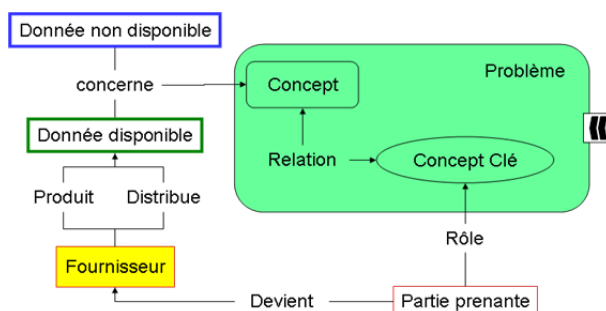 Donnée non disponible
Problème
concerne
Concept
Donnée disponible
Relation
Concept Clé
Produit
Distribue
Rôle
Fournisseur
Devient
Partie prenante